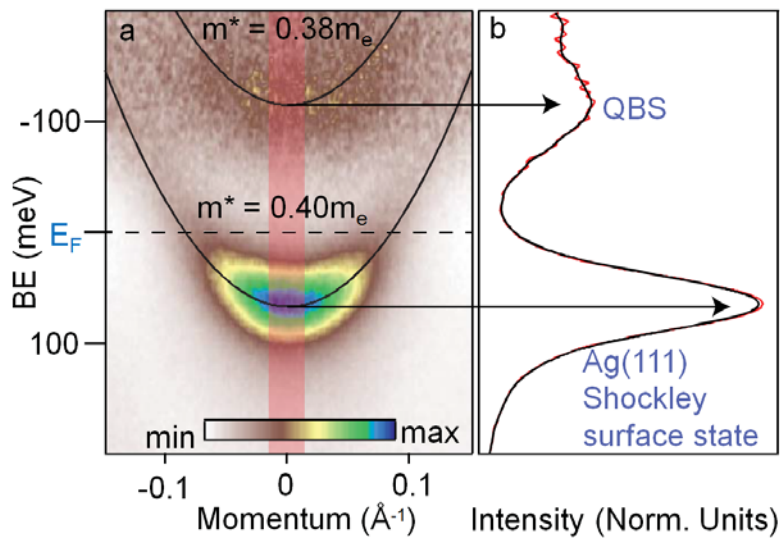 a
m* = 0.38mₑ
b
-100
QBS
m* = 0.40mₑ
E_F
BE (meV)
100
Ag(111)
Shockley
surface state
min
max
-0.1
0
0.1
Momentum (Å⁻¹)
Intensity (Norm. Units)